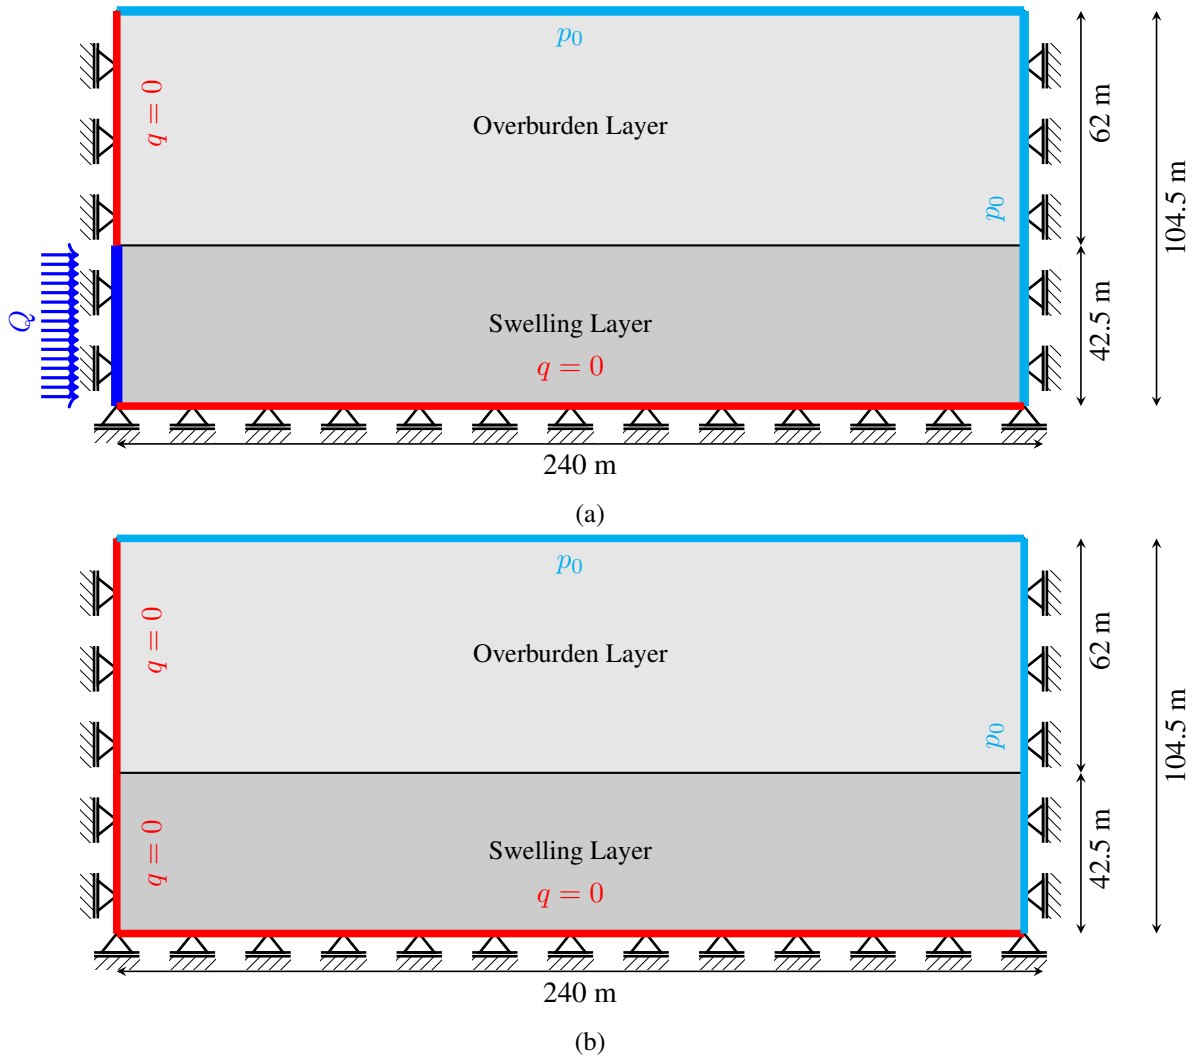 p0
q = 0
Overburden Layer
62 m
p0
104.5 m
Q
Swelling Layer
42.5 m
q = 0
240 m
(a)
p0
q = 0
Overburden Layer
62 m
p0
104.5 m
q = 0
Swelling Layer
42.5 m
q = 0
240 m
(b)